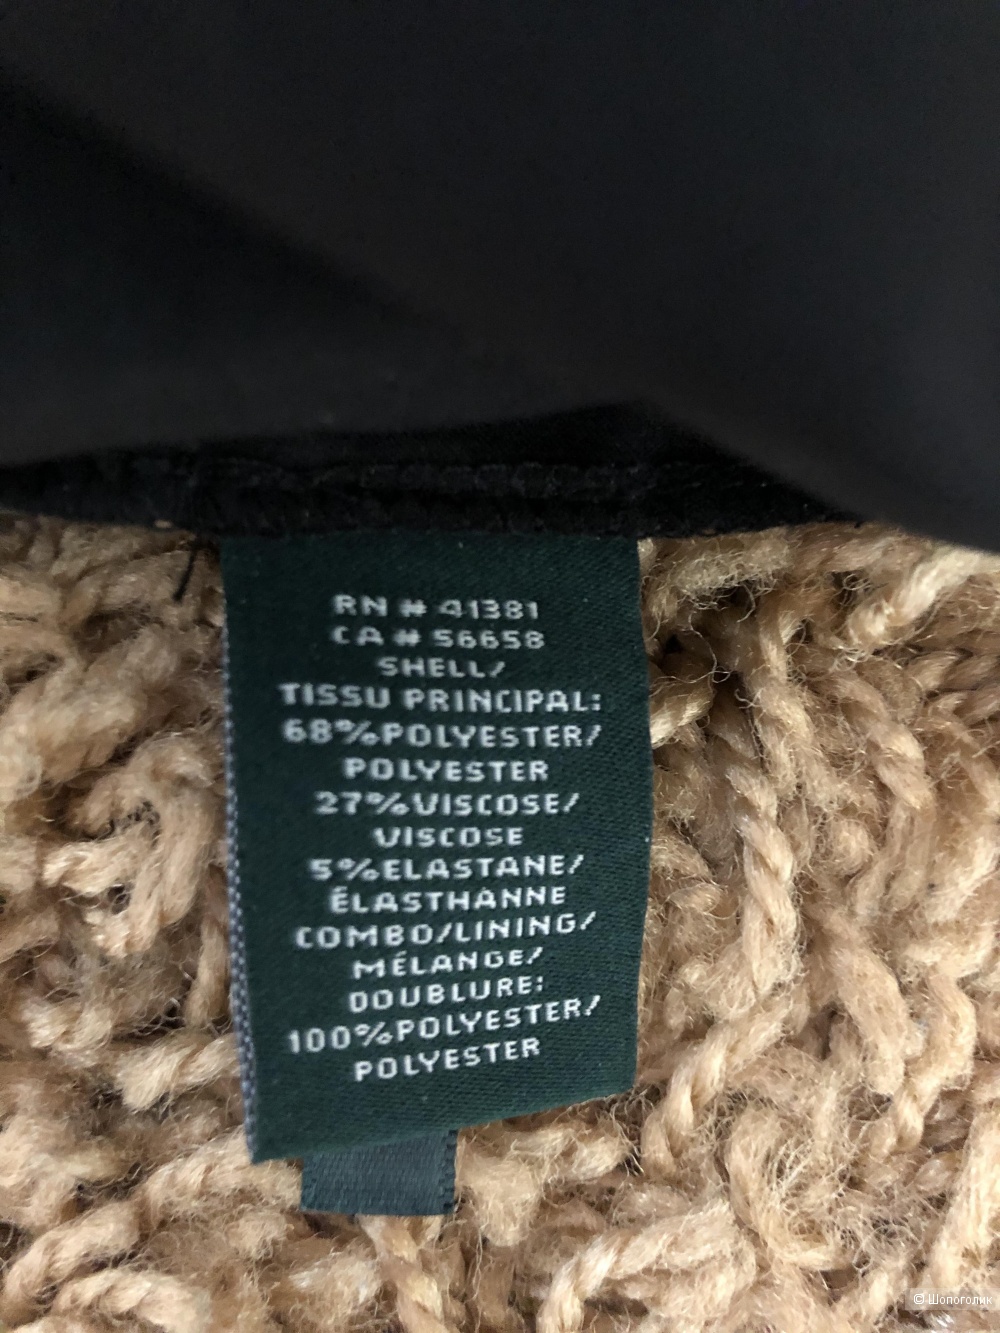 RN # 41381
CA # 56658
SHELL/
TISSU PRINCIPAL:
68%POLYESTER/
POLYESTER
27%VISCOSE/
VISCOSE
5%ELASTANE/
ÉLASTHANNE
COMBO/LINING/
MÉLANGE/
DOUBLURE:
100%POLYESTER/
POLYESTER
© Шопоголик